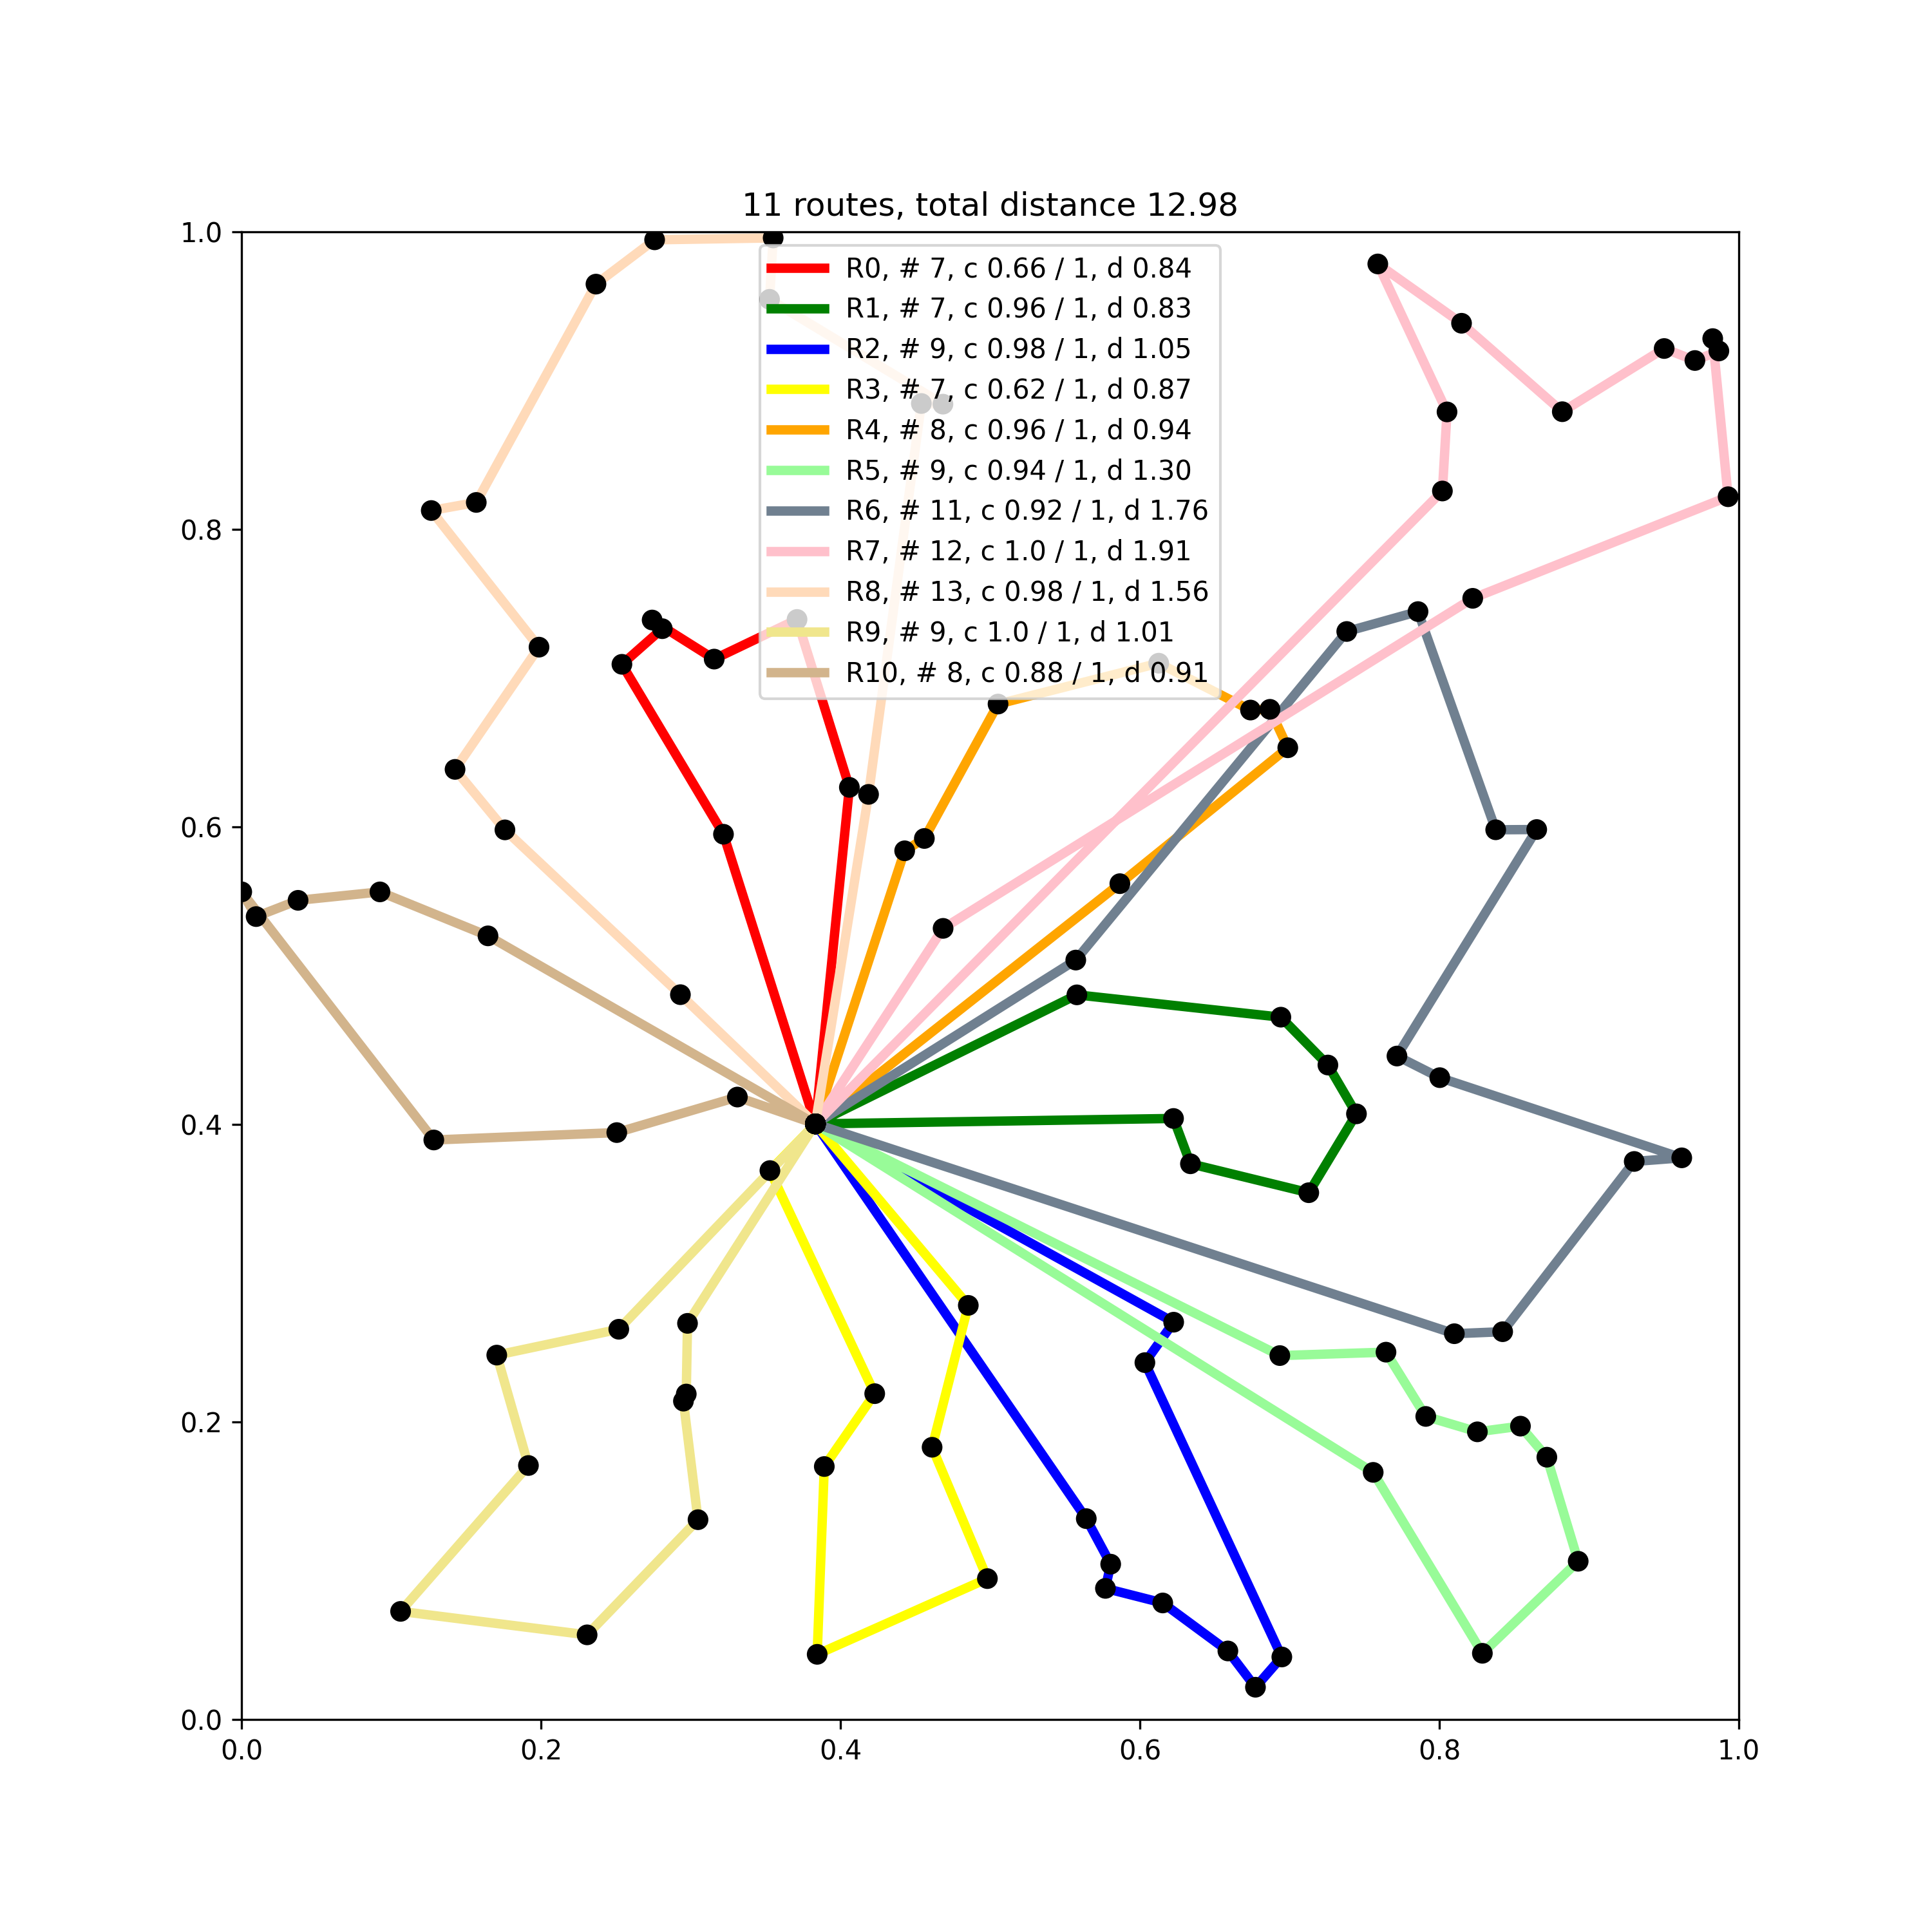 11 routes, total distance 12.98
1.0
0.8
0.6
0.4
0.2
0.0
R0, # 7, c 0.66 / 1, d 0.84
R1, # 7, c 0.96 / 1, d 0.83
R2, # 9, c 0.98 / 1, d 1.05
R3, # 7, c 0.62 / 1, d 0.87
R4, # 8, c 0.96 / 1, d 0.94
R5, # 9, c 0.94 / 1, d 1.30
R6, # 11, c 0.92 / 1, d 1.76
R7, # 12, c 1.0 / 1, d 1.91
R8, # 13, c 0.98 / 1, d 1.56
R9, # 9, c 1.0 / 1, d 1.01
R10, # 8, c 0.88 / 1, d 0.91
0.0 0.2 0.4 0.6 0.8 1.0